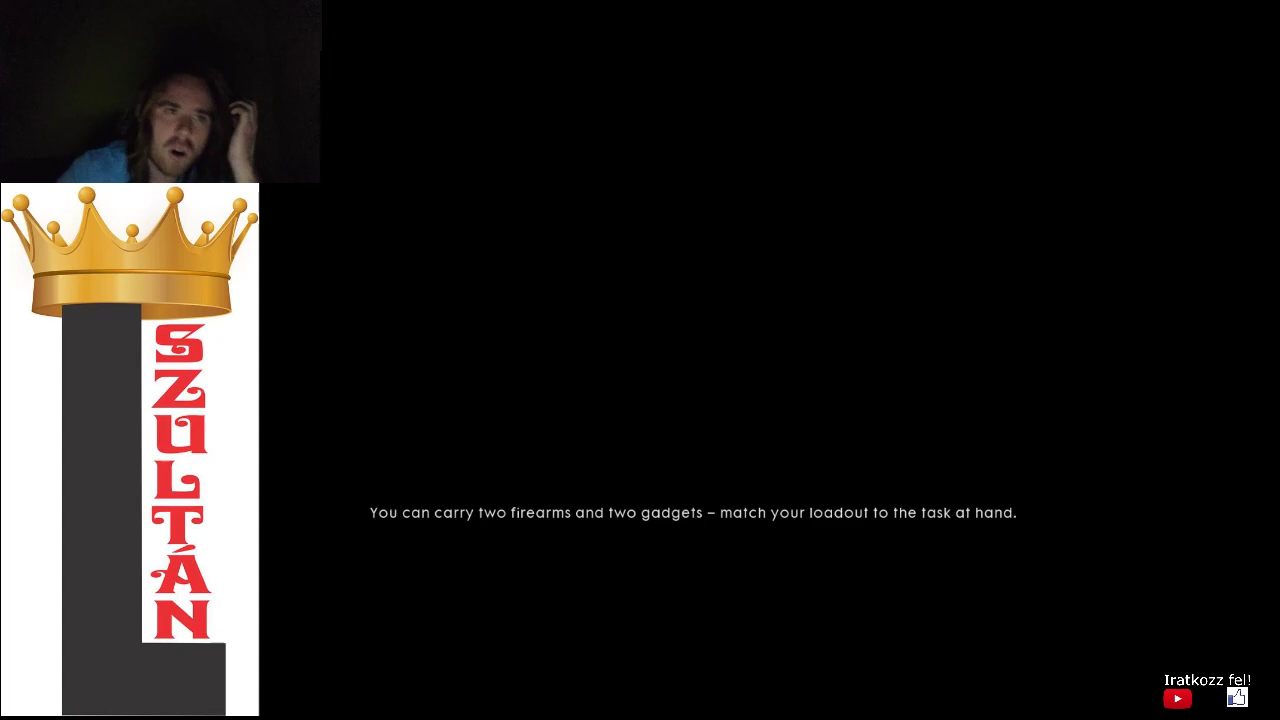 L
SZULTÁN
You can carry two firearms and two gadgets – match your loadout to the task at hand.
Iratkozz fel!